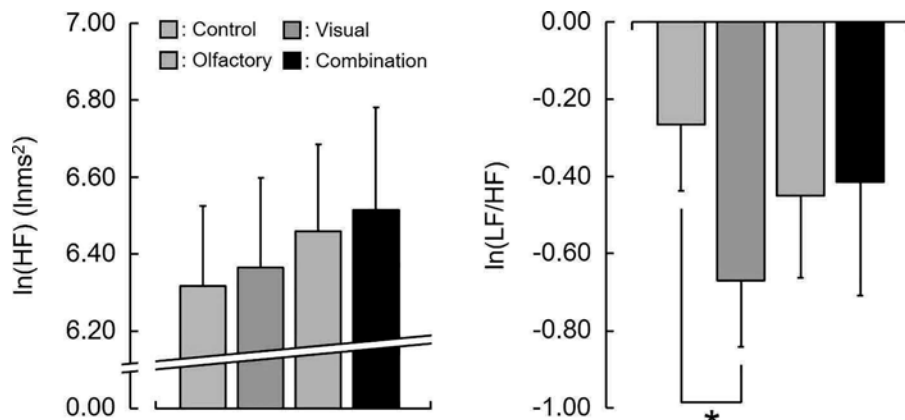 7.00
6.80
6.60
6.40
6.20
0.00
ln(HF) (lnms²)
: Control
: Visual
: Olfactory
: Combination
0.00
-0.20
-0.40
-0.60
-0.80
-1.00
ln(LF/HF)
*